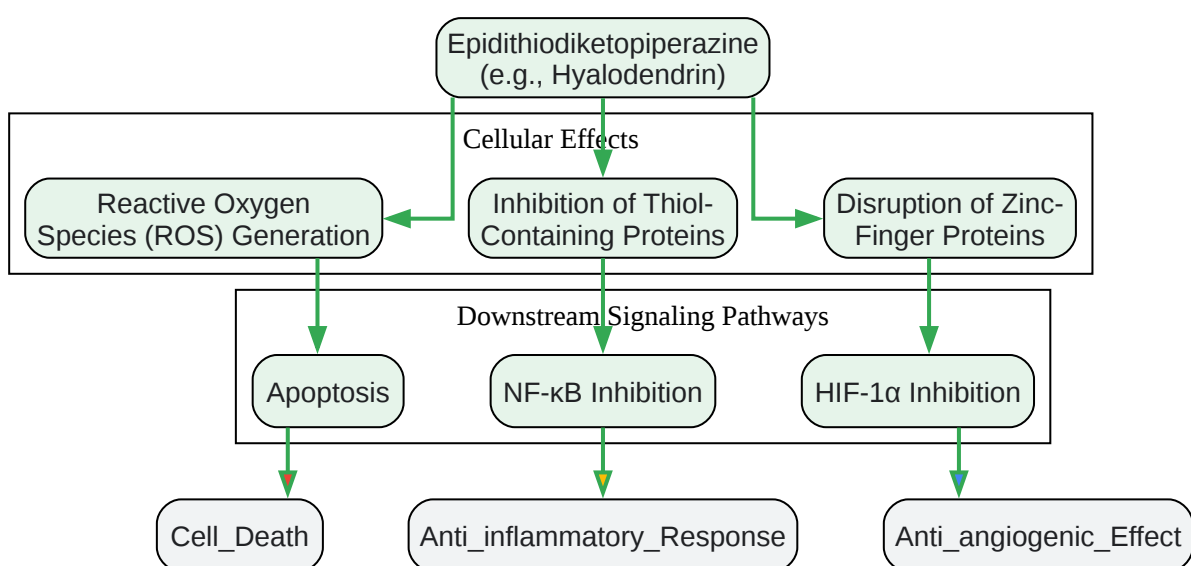 Epidithiodiketopiperazine
(e.g., Hyalodendrin)
Cellular Effects
Reactive Oxygen
Species (ROS) Generation
Inhibition of Thiol-
Containing Proteins
Disruption of Zinc-
Finger Proteins
Downstream Signaling Pathways
Apoptosis
NF-κB Inhibition
HIF-1α Inhibition
Cell_Death
Anti_inflammatory_Response
Anti_angiogenic_Effect